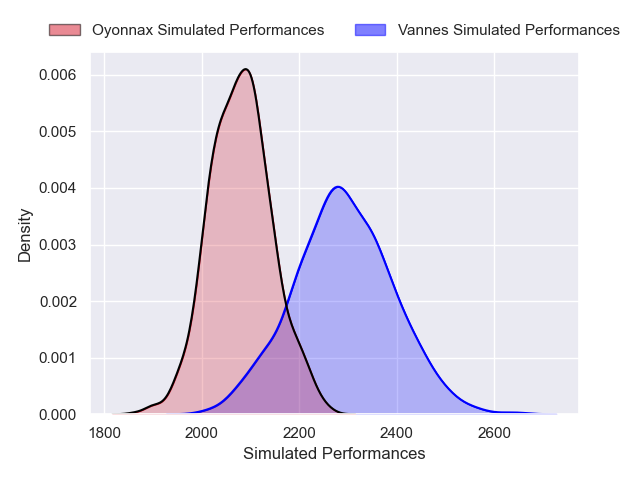 Oyonnax Simulated Performances
Vannes Simulated Performances
0.006
0.005
0.004
0.003
0.002
0.001
0.000
Density
1800 2000 2200 2400 2600
Simulated Performances